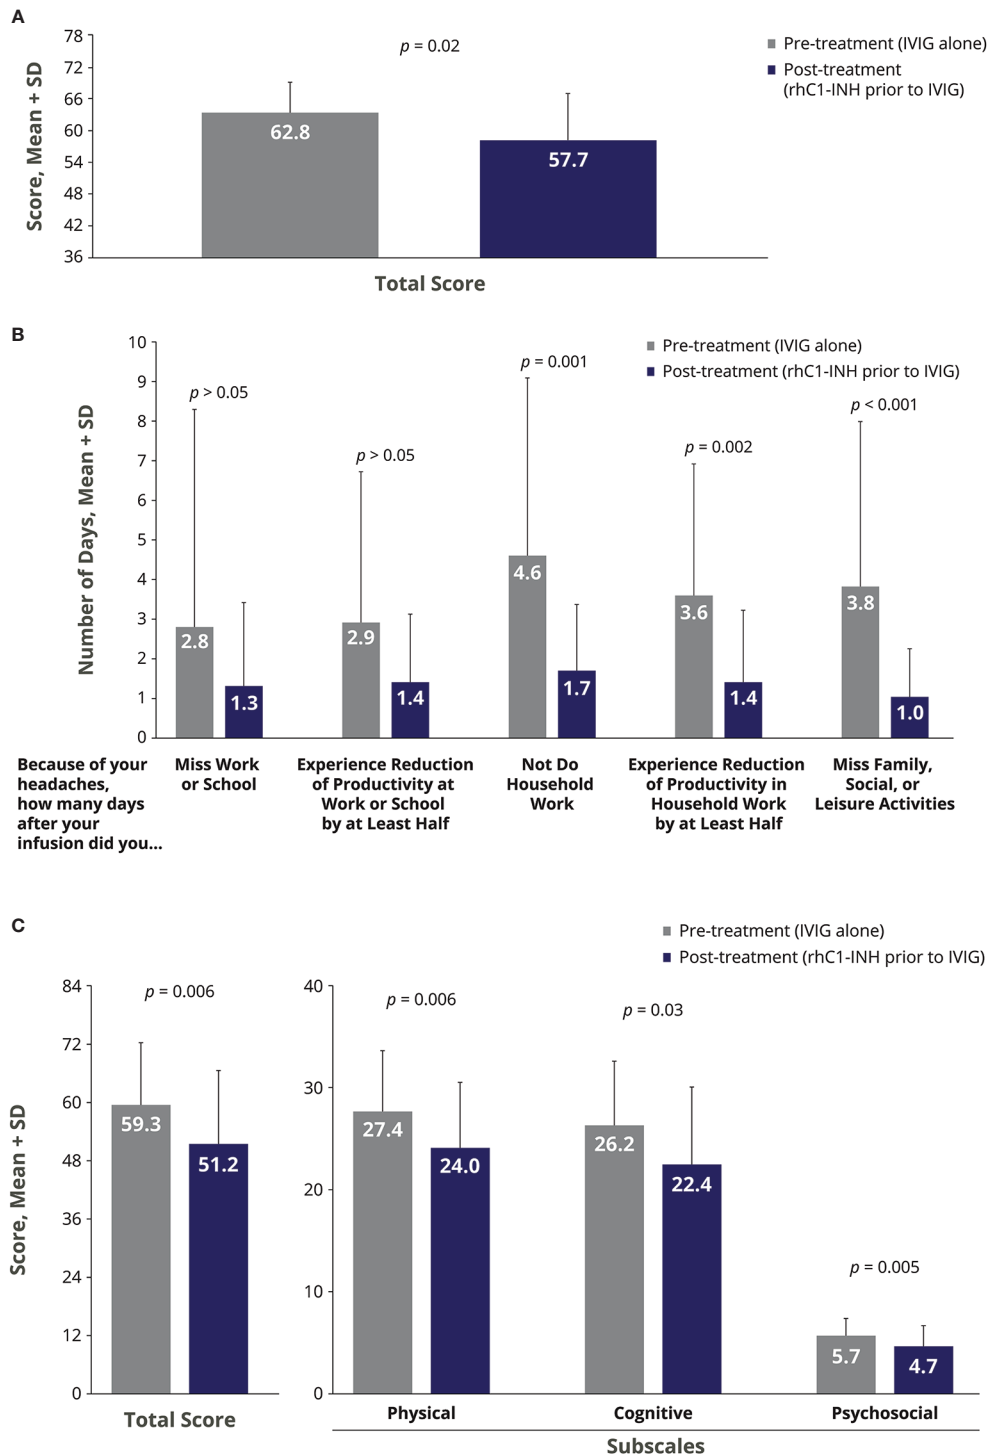 A
78
72
66
60
54
48
42
36
Score, Mean + SD
p = 0.02
62.8
57.7
Total Score
Pre-treatment (IVIG alone)
Post-treatment
(rhC1-INH prior to IVIG)
B
10
9
8
7
6
5
4
3
2
1
0
Number of Days, Mean + SD
Pre-treatment (IVIG alone)
Post-treatment (rhC1-INH prior to IVIG)
p > 0.05
p > 0.05
p = 0.001
p = 0.002
p < 0.001
2.8
1.3
2.9
1.4
4.6
1.7
3.6
1.4
3.8
1.0
Because of your
headaches,
how many days
after your
infusion did you...
Miss Work
or School
Experience Reduction
of Productivity at
Work or School
by at Least Half
Not Do
Household
Work
Experience Reduction
of Productivity in
Household Work
by at Least Half
Miss Family,
Social, or
Leisure Activities
C
Pre-treatment (IVIG alone)
Post-treatment (rhC1-INH prior to IVIG)
Score, Mean + SD
84
72
60
48
36
24
12
0
p = 0.006
59.3
51.2
Total Score
40
30
20
10
0
p = 0.006
27.4
24.0
p = 0.03
26.2
22.4
p = 0.005
5.7
4.7
Physical
Cognitive
Psychosocial
Subscales